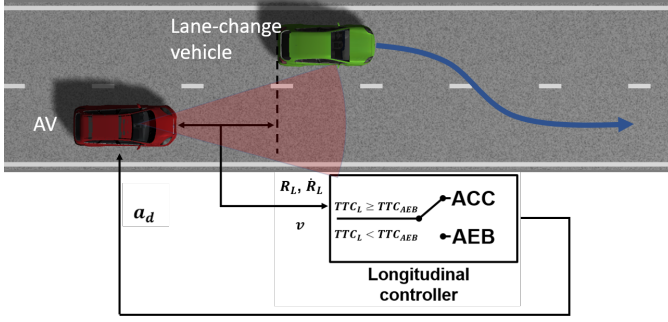 Lane-change
vehicle
AV
R_L, Ṙ_L
v
a_d
TTC_L ≥ TTC_AEB
TTC_L < TTC_AEB
ACC
AEB
Longitudinal
controller